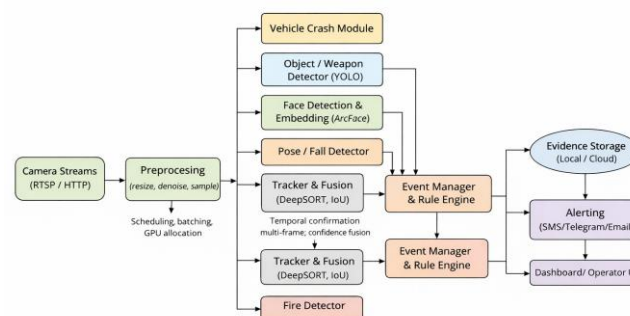 Vehicle Crash Module
Object / Weapon
Detector (YOLO)
Face Detection &
Embedding (ArcFace)
Pose / Fall Detector
Camera Streams
(RTSP / HTTP)
Preprocesing
(resize, denoise, sample)
Scheduling, batching,
GPU allocation
Tracker & Fusion
(DeepSORT, IoU)
Temporal confirmation
multi-frame; confidence fusion
Tracker & Fusion
(DeepSORT, IoU)
Fire Detector
Event Manager
& Rule Engine
Event Manager
& Rule Engine
Evidence Storage
(Local / Cloud)
Alerting
(SMS/Telegram/Email
Dashboard/ Operator